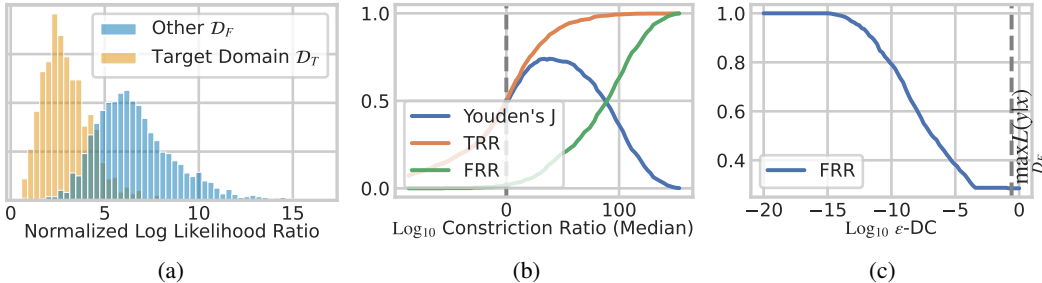 Other 𝒟_F
Target Domain 𝒟_T
0
5
10
15
Normalized Log Likelihood Ratio
(a)
1.0
0.5
0.0
Youden's J
TRR
FRR
0
100
Log₁₀ Constriction Ratio (Median)
(b)
1.0
0.8
0.6
0.4
FRR
max L(y|x)
𝒟_F
−20
−15
−10
−5
0
Log₁₀ ε-DC
(c)